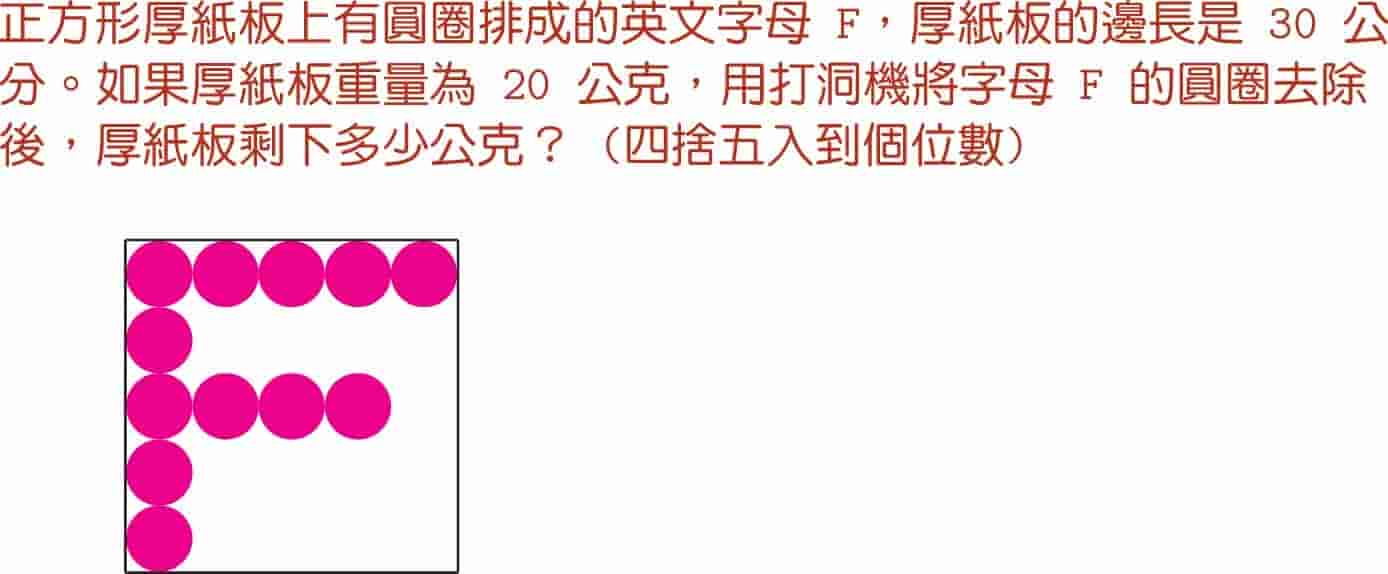 正方形厚紙板上有圓圈排成的英文字母 F，厚紙板的邊長是 30 公
分。如果厚紙板重量為 20 公克，用打洞機將字母 F 的圓圈去除
後，厚紙板剩下多少公克？（四捨五入到個位數）